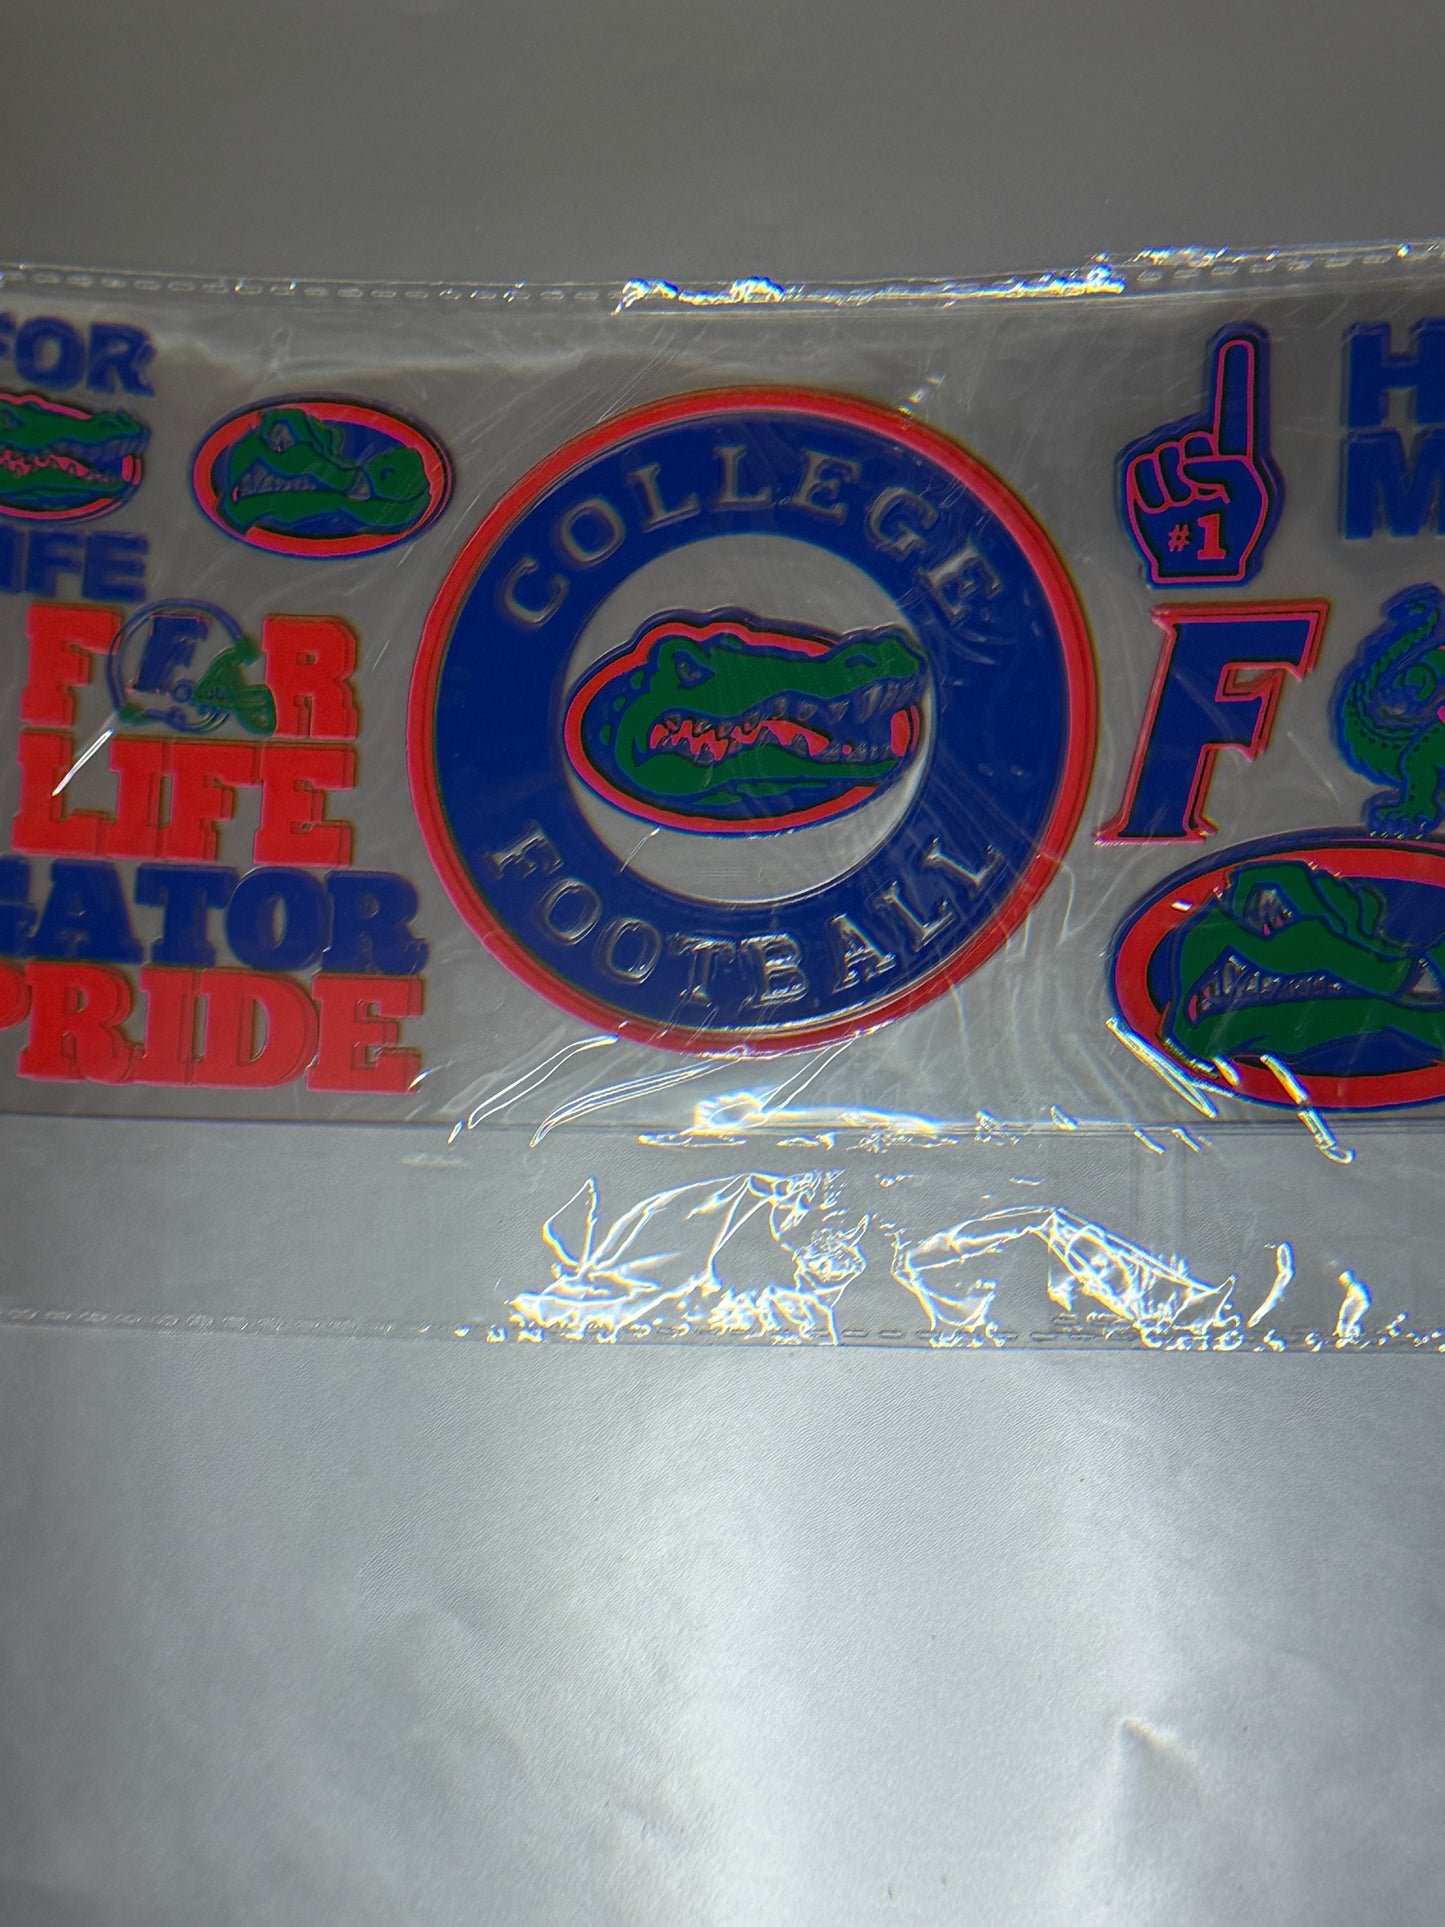 FOR
IFE
F R
LIFE
GATOR
PRIDE
COLLEGE
FOOTBALL
#1
F
H
M
F